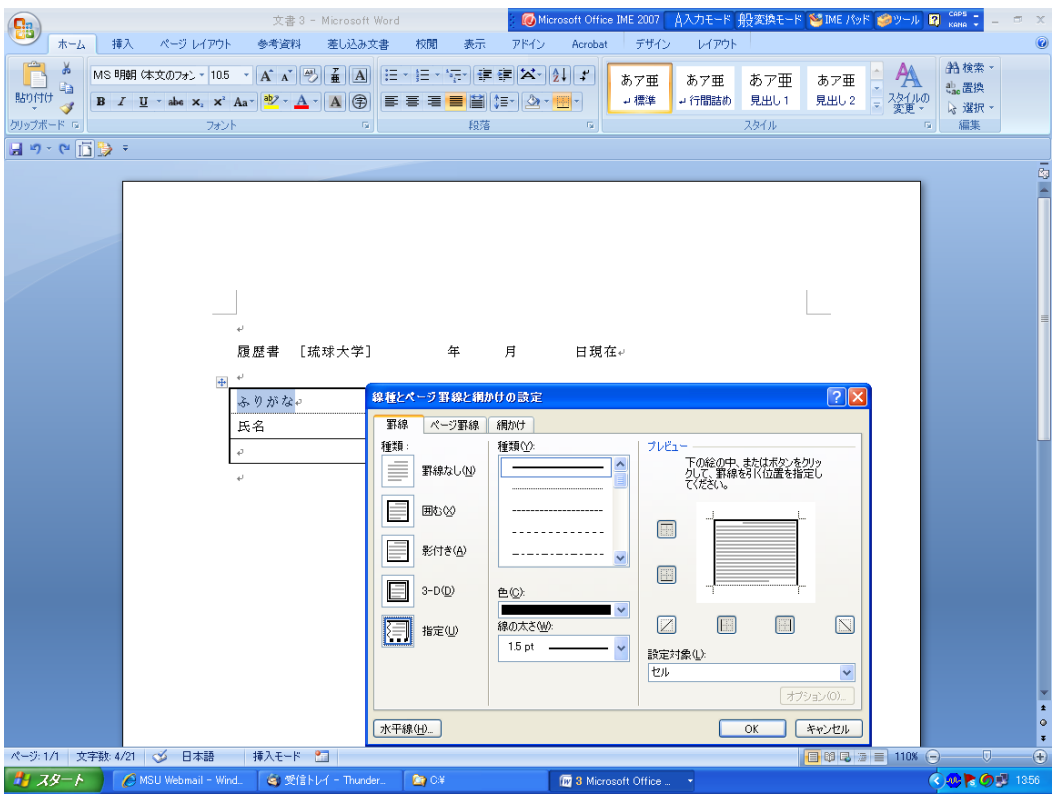 文書 3 - Microsoft Word
Microsoft Office IME 2007 入力モード 般 変換モード IME パッド ツール CAPS KANA
ホーム 挿入 ページ レイアウト 参考資料 差し込み文書 校閲 表示 アドイン Acrobat デザイン レイアウト
貼り付け
MS 明朝 (本文のフォン 10.5
B I U abe x₂ x² Aa
あア亜 あア亜 あア亜 あア亜
↵標準 ↵行間詰め 見出し 1 見出し 2
スタイルの変更
検索
置換
選択
クリップボード フォント 段落 スタイル 編集
履歴書 [琉球大学] 年 月 日現在
ふりがな
氏名
線種とページ罫線と網かけの設定
罫線 ページ罫線 網かけ
種類:
罫線なし(N)
囲む(X)
影付き(A)
3-D(D)
指定(U)
種類(Y):
色(C):
線の太さ(W):
1.5 pt
プレビュー
下の絵の中、またはボタンをクリッ
クして、罫線を引く位置を指定し
てください。
設定対象(L):
セル
オプション(O)...
水平線(H)... OK キャンセル
ページ: 1/1 文字数: 4/21 日本語 挿入モード 110%
スタート MSU Webmail - Wind... 受信トレイ - Thunder... C:¥ 3 Microsoft Office ... 13:56